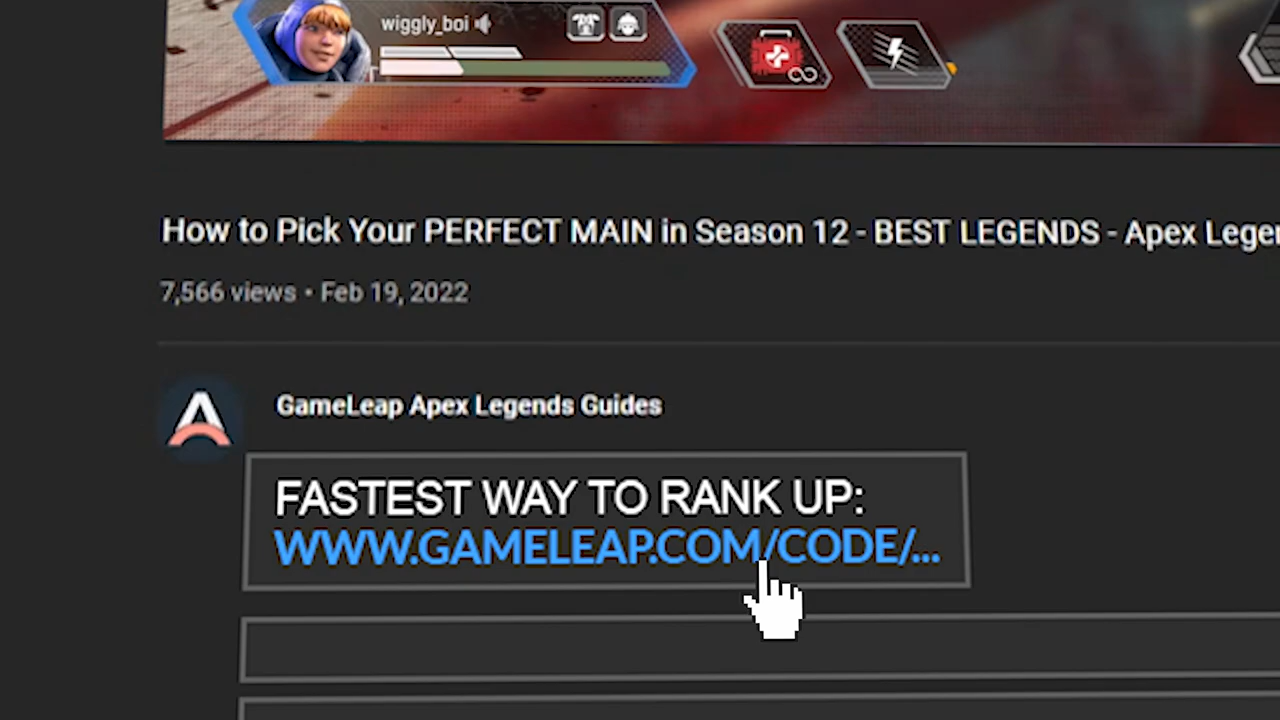 wiggly_boi
How to Pick Your PERFECT MAIN in Season 12 - BEST LEGENDS - Apex Legen
7,566 views • Feb 19, 2022
GameLeap Apex Legends Guides
FASTEST WAY TO RANK UP:
WWW.GAMELEAP.COM/CODE/...